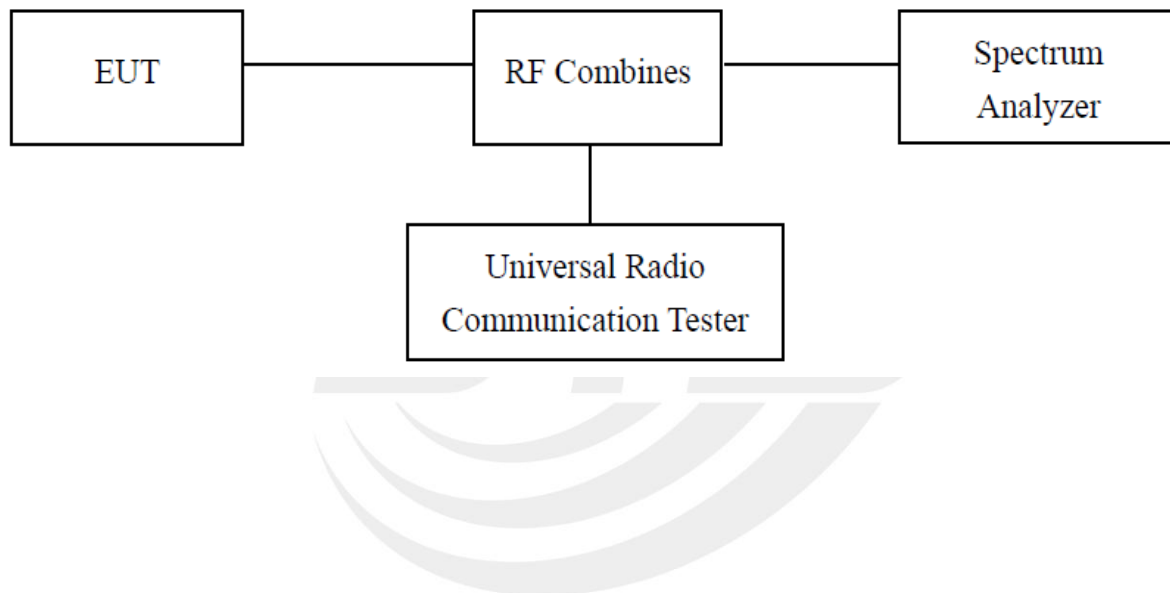 EUT
RF Combines
Spectrum
Analyzer
Universal Radio
Communication Tester